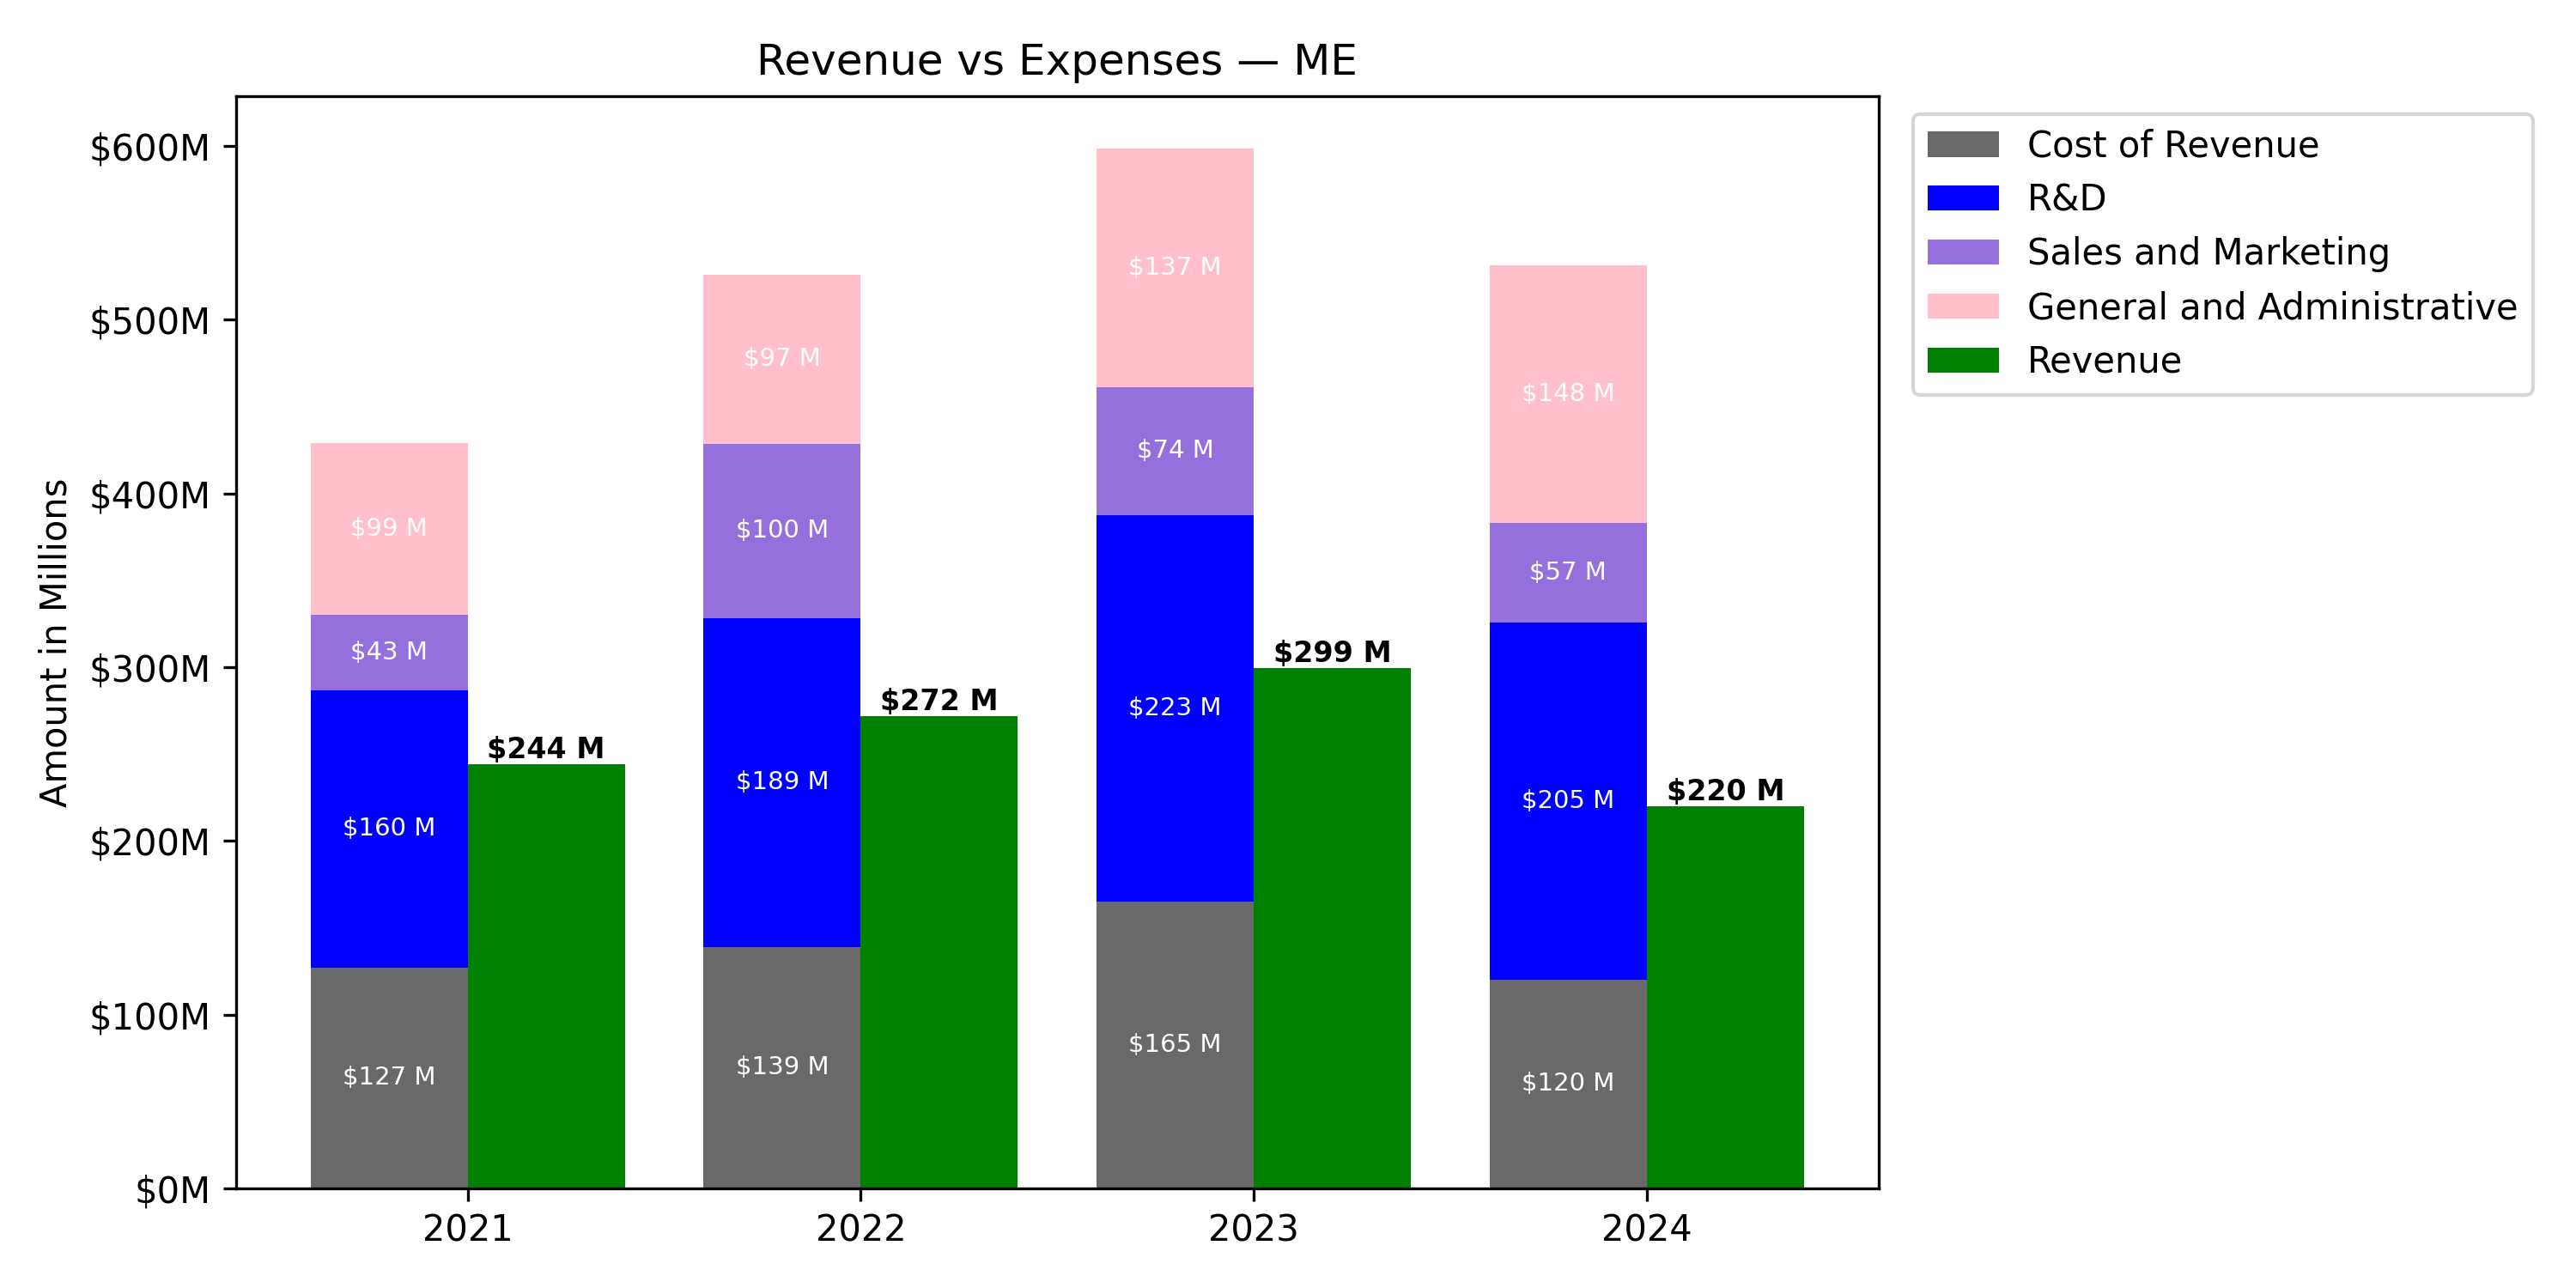 Revenue vs Expenses — ME
Amount in Millions
$600M
$500M
$400M
$300M
$200M
$100M
$0M
$99 M
$43 M
$160 M
$127 M
$244 M
$97 M
$100 M
$189 M
$139 M
$272 M
$137 M
$74 M
$223 M
$165 M
$299 M
$148 M
$57 M
$205 M
$120 M
$220 M
2021
2022
2023
2024
Cost of Revenue
R&D
Sales and Marketing
General and Administrative
Revenue